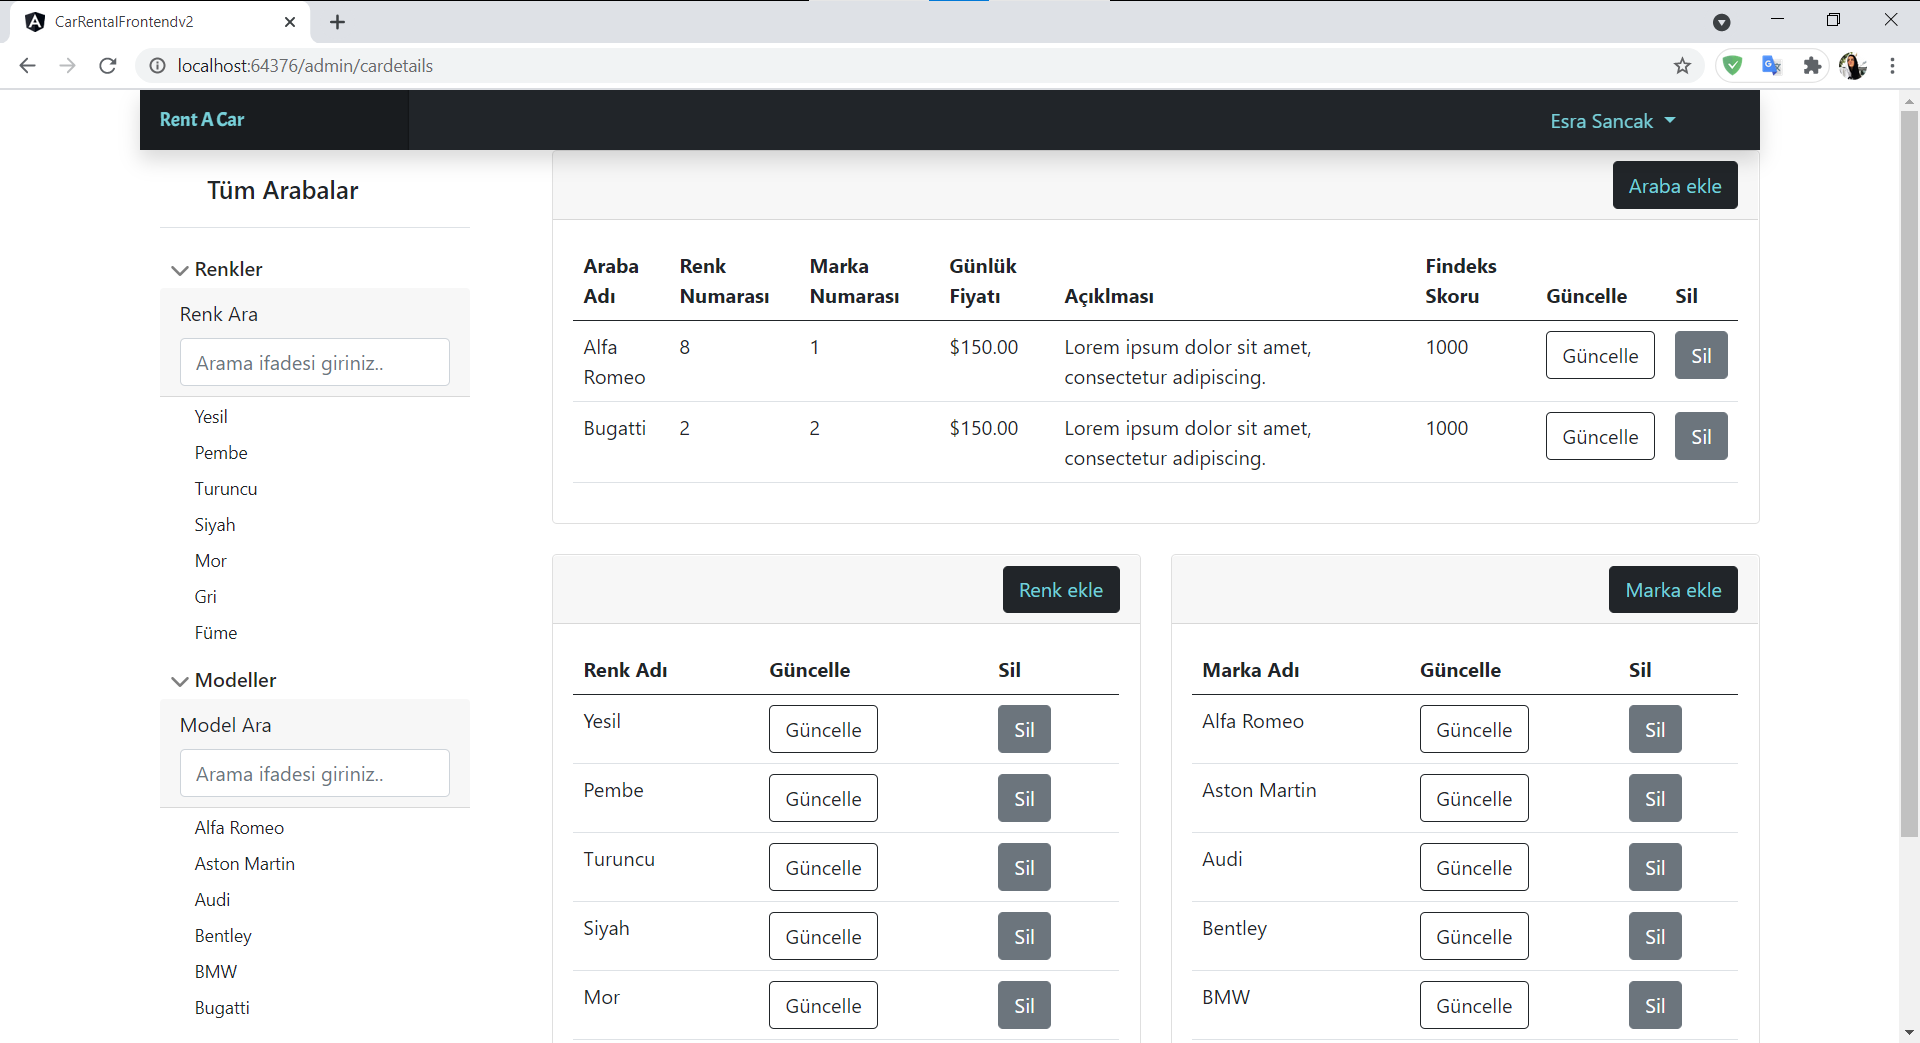 CarRentalFrontendv2
localhost:64376/admin/cardetails
Rent A Car
Esra Sancak
Tüm Arabalar
Renkler
Renk Ara
Arama ifadesi giriniz..
Yesil
Pembe
Turuncu
Siyah
Mor
Gri
Füme
Modeller
Model Ara
Arama ifadesi giriniz..
Alfa Romeo
Aston Martin
Audi
Bentley
BMW
Bugatti
Araba ekle
Araba Adı Renk Numarası Marka Numarası Günlük Fiyatı Açıklması Findeks Skoru Güncelle Sil
Alfa Romeo 8 1 $150.00 Lorem ipsum dolor sit amet, consectetur adipiscing. 1000 Güncelle Sil
Bugatti 2 2 $150.00 Lorem ipsum dolor sit amet, consectetur adipiscing. 1000 Güncelle Sil
Renk ekle
Renk Adı Güncelle Sil
Yesil Güncelle Sil
Pembe Güncelle Sil
Turuncu Güncelle Sil
Siyah Güncelle Sil
Mor Güncelle Sil
Marka ekle
Marka Adı Güncelle Sil
Alfa Romeo Güncelle Sil
Aston Martin Güncelle Sil
Audi Güncelle Sil
Bentley Güncelle Sil
BMW Güncelle Sil